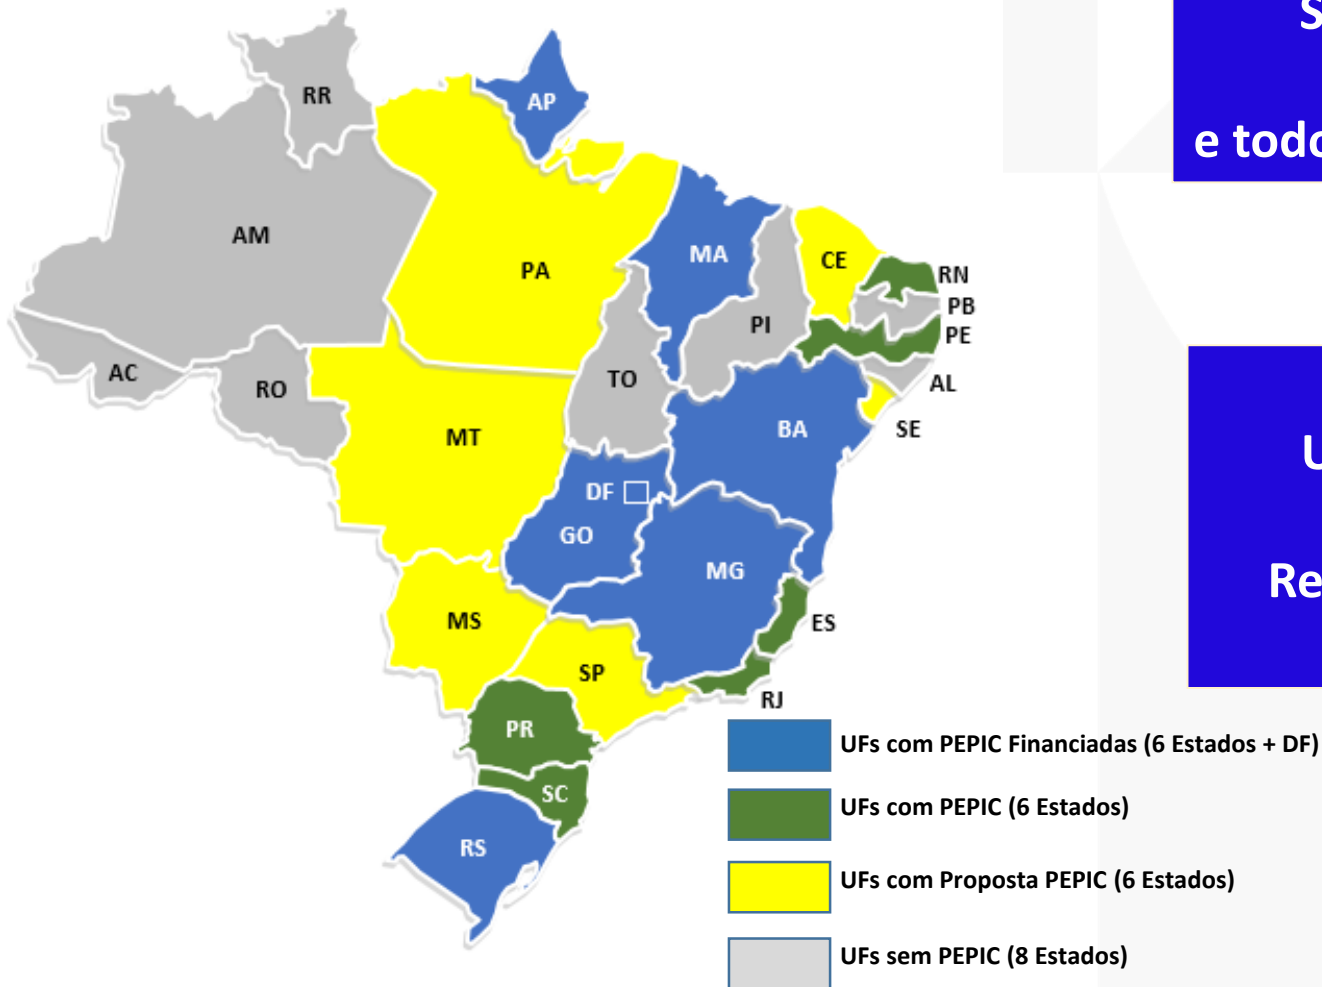 S
e todo
RR
AP
AM
PA
MA
CE
RN
PB
PE
PI
AC
RO
TO
AL
SE
MT
BA
DF
GO
MG
U
Re
MS
ES
SP
RJ
PR
SC
RS
UFs com PEPIC Financiadas (6 Estados + DF)
UFs com PEPIC (6 Estados)
UFs com Proposta PEPIC (6 Estados)
UFs sem PEPIC (8 Estados)